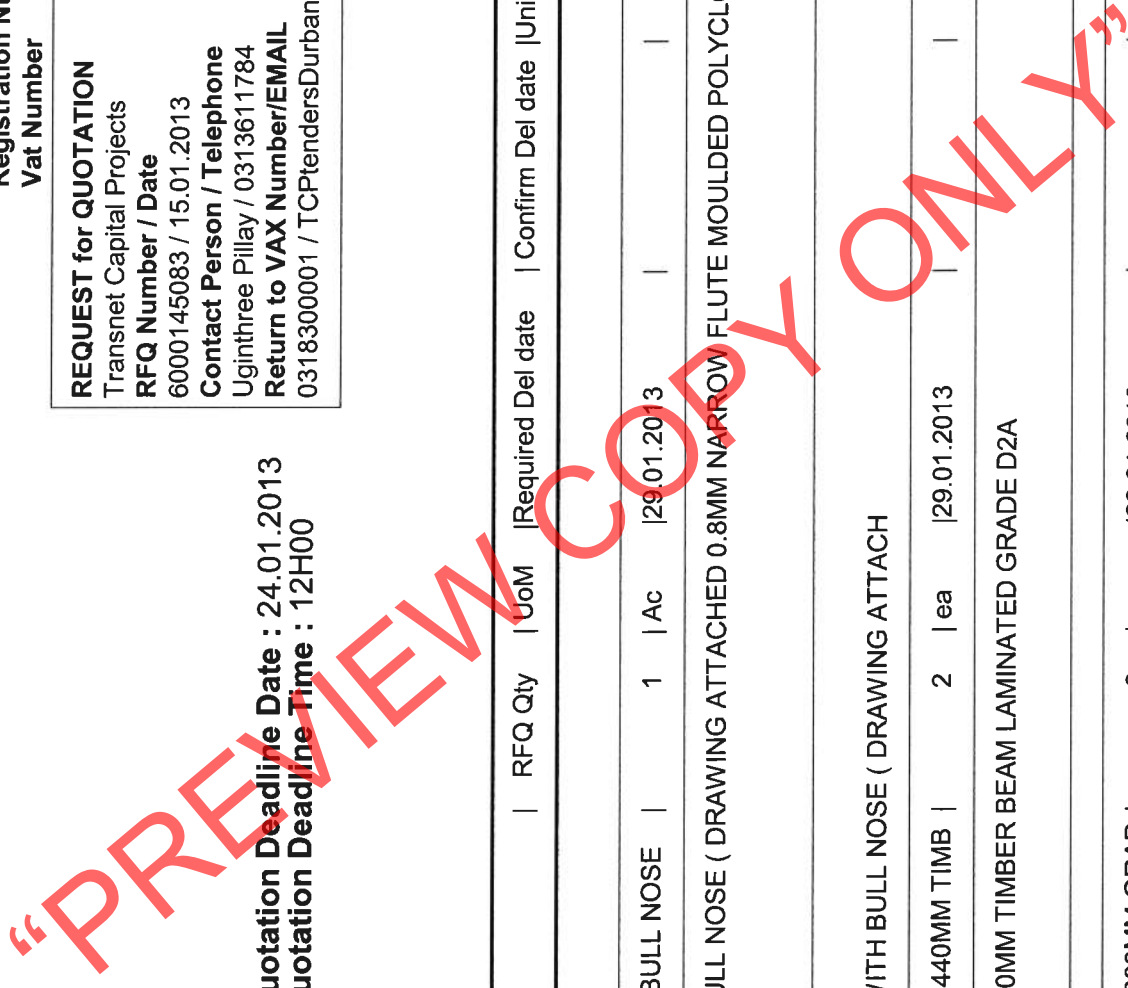 Vat Number
REQUEST for QUOTATION
Transnet Capital Projects
RFQ Number / Date
6000145083 / 15.01.2013
Contact Person / Telephone
Uginthree Pillay / 0313611784
Return to VAX Number/EMAIL
0318300001 / TCPtendersDurban
uotation Deadline Date : 24.01.2013
uotation Deadline Time : 12H00
| RFQ Qty | UoM |Required Del date | Confirm Del date |Uni
BULL NOSE | 1 | Ac |29.01.2013 | |
ULL NOSE ( DRAWING ATTACHED 0.8MM NARROW FLUTE MOULDED POLYCL
WITH BULL NOSE ( DRAWING ATTACH
440MM TIMB | 2 | ea |29.01.2013 | |
0MM TIMBER BEAM LAMINATED GRADE D2A
“PREVIEW COPY ONLY”